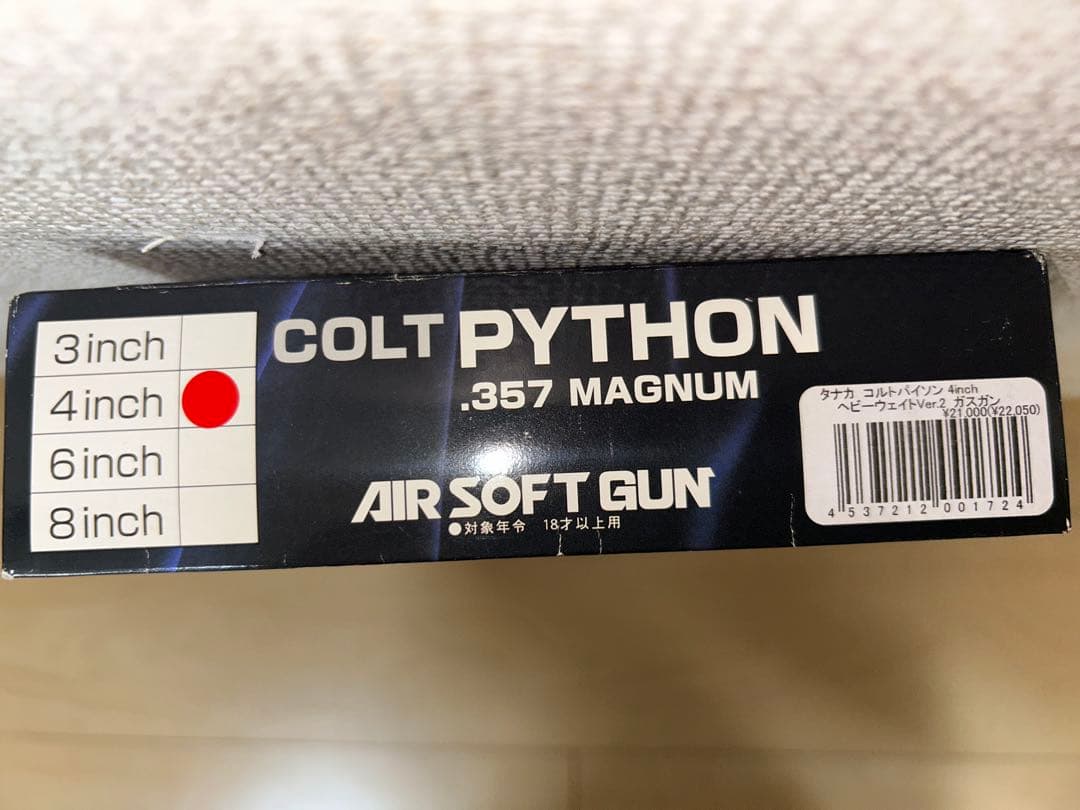 3inch
4inch
6inch
8inch
COLT PYTHON
.357 MAGNUM
AIR SOFT GUN
●対象年令 18才以上用
タナカ コルトパイソン 4inch
ヘビーウェイトVer.2 ガスガン
¥21,000(¥22,050)
4 537212 001724